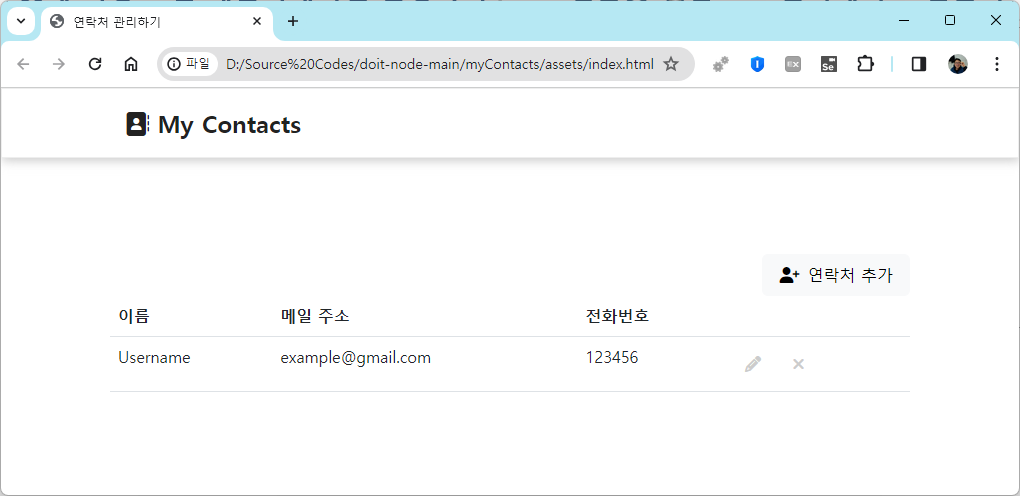 연락처 관리하기
파일 D:/Source%20Codes/doit-node-main/myContacts/assets/index.html
EX
Se
My Contacts
연락처 추가
이름 메일 주소 전화번호
Username example@gmail.com 123456